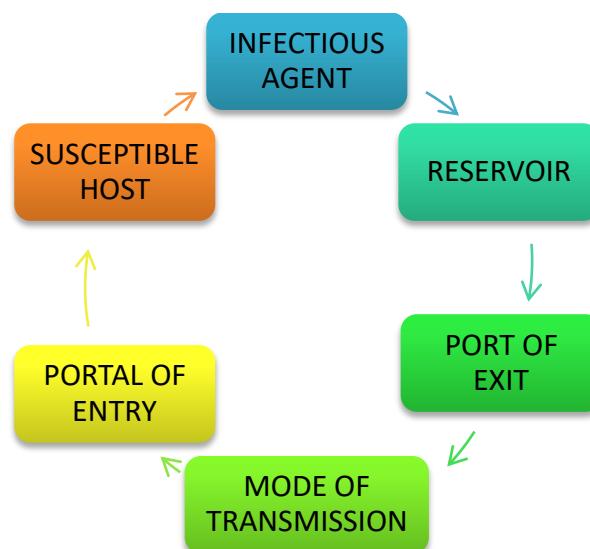 INFECTIOUS
AGENT
RESERVOIR
PORT OF
EXIT
MODE OF
TRANSMISSION
PORTAL OF
ENTRY
SUSCEPTIBLE
HOST